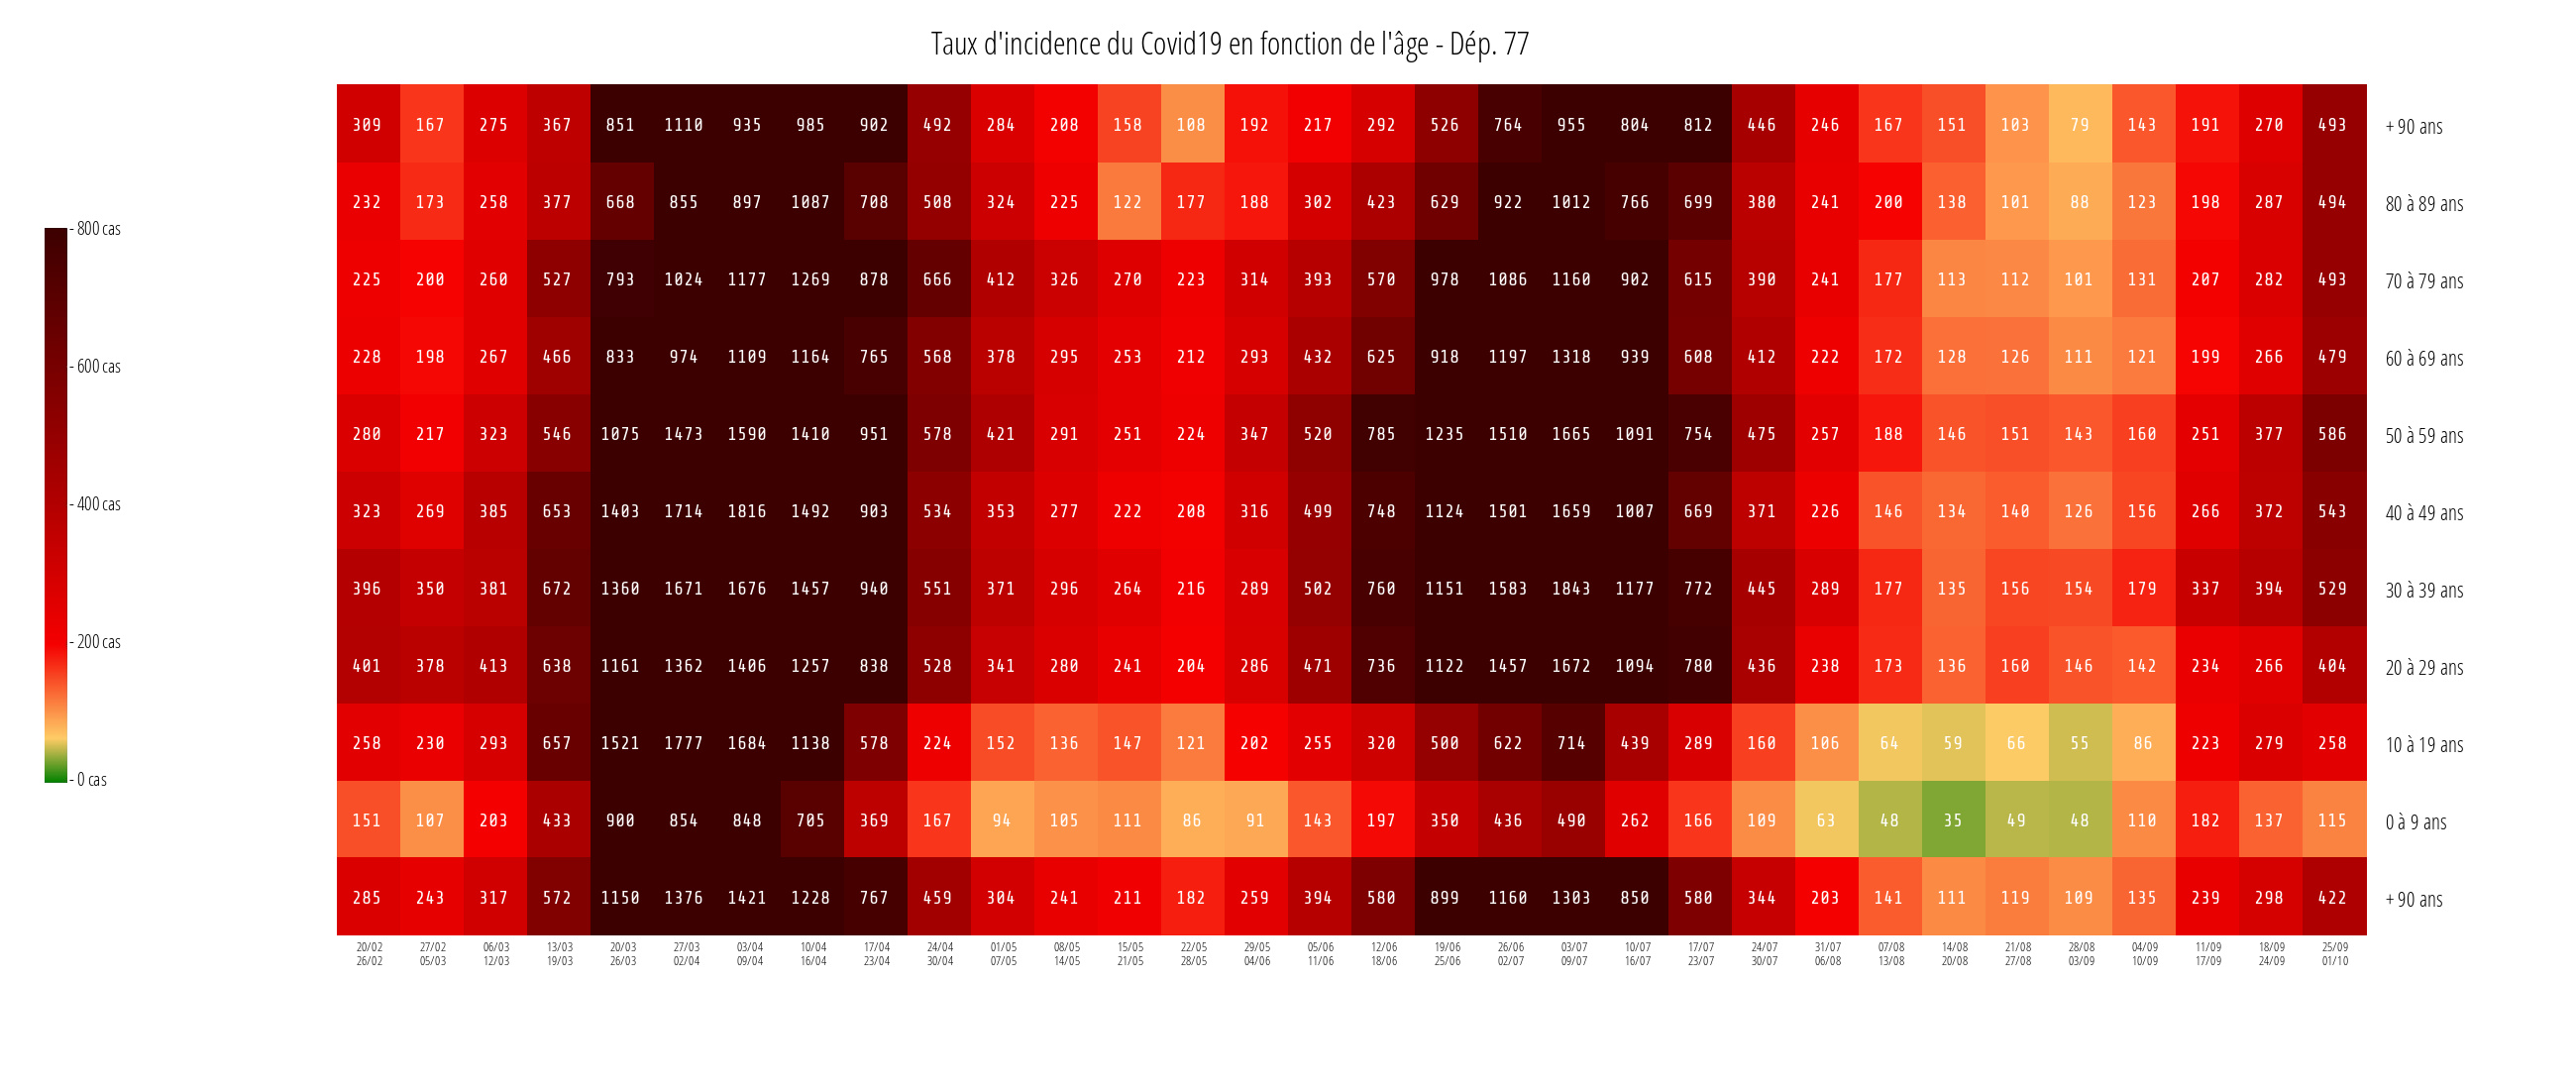 Taux d'incidence du Covid19 en fonction de l'âge - Dép. 77
- 800 cas
- 600 cas
- 400 cas
- 200 cas
- 0 cas
309 167 275 367 851 1110 935 985 902 492 284 208 158 108 192 217 292 526 764 955 804 812 446 246 167 151 103 79 143 191 270 493 + 90 ans
232 173 258 377 668 855 897 1087 708 508 324 225 122 177 188 302 423 629 922 1012 766 699 380 241 200 138 101 88 123 198 287 494 80 à 89 ans
225 200 260 527 793 1024 1177 1269 878 666 412 326 270 223 314 393 570 978 1086 1160 902 615 390 241 177 113 112 101 131 207 282 493 70 à 79 ans
228 198 267 466 833 974 1109 1164 765 568 378 295 253 212 293 432 625 918 1197 1318 939 608 412 222 172 128 126 111 121 199 266 479 60 à 69 ans
280 217 323 546 1075 1473 1590 1410 951 578 421 291 251 224 347 520 785 1235 1510 1665 1091 754 475 257 188 146 151 143 160 251 377 586 50 à 59 ans
323 269 385 653 1403 1714 1816 1492 903 534 353 277 222 208 316 499 748 1124 1501 1659 1007 669 371 226 146 134 140 126 156 266 372 543 40 à 49 ans
396 350 381 672 1360 1671 1676 1457 940 551 371 296 264 216 289 502 760 1151 1583 1843 1177 772 445 289 177 135 156 154 179 337 394 529 30 à 39 ans
401 378 413 638 1161 1362 1406 1257 838 528 341 280 241 204 286 471 736 1122 1457 1672 1094 780 436 238 173 136 160 146 142 234 266 404 20 à 29 ans
258 230 293 657 1521 1777 1684 1138 578 224 152 136 147 121 202 255 320 500 622 714 439 289 160 106 64 59 66 55 86 223 279 258 10 à 19 ans
151 107 203 433 900 854 848 705 369 167 94 105 111 86 91 143 197 350 436 490 262 166 109 63 48 35 49 48 110 182 137 115 0 à 9 ans
285 243 317 572 1150 1376 1421 1228 767 459 304 241 211 182 259 394 580 899 1160 1303 850 580 344 203 141 111 119 109 135 239 298 422 + 90 ans
20/02 27/02 06/03 13/03 20/03 27/03 03/04 10/04 17/04 24/04 01/05 08/05 15/05 22/05 29/05 05/06 12/06 19/06 26/06 03/07 10/07 17/07 24/07 31/07 07/08 14/08 21/08 28/08 04/09 11/09 18/09 25/09
26/02 05/03 12/03 19/03 26/03 02/04 09/04 16/04 23/04 30/04 07/05 14/05 21/05 28/05 04/06 11/06 18/06 25/06 02/07 09/07 16/07 23/07 30/07 06/08 13/08 20/08 27/08 03/09 10/09 17/09 24/09 01/10